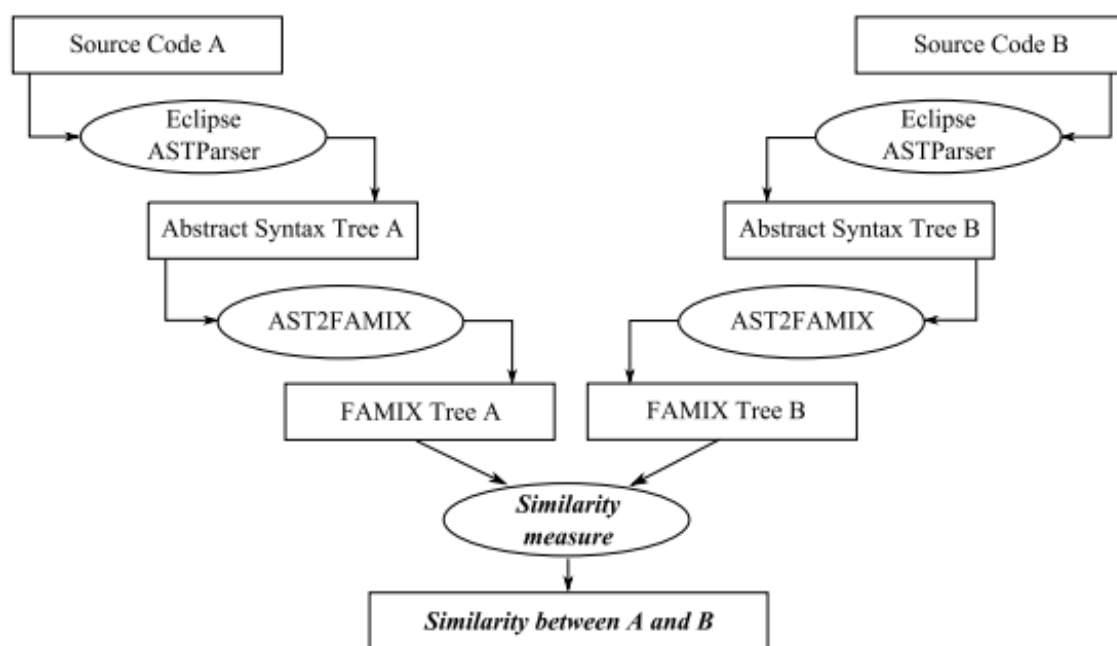 Source Code A
Source Code B
Eclipse
ASTParser
Eclipse
ASTParser
Abstract Syntax Tree A
Abstract Syntax Tree B
AST2FAMIX
AST2FAMIX
FAMIX Tree A
FAMIX Tree B
Similarity
measure
Similarity between A and B